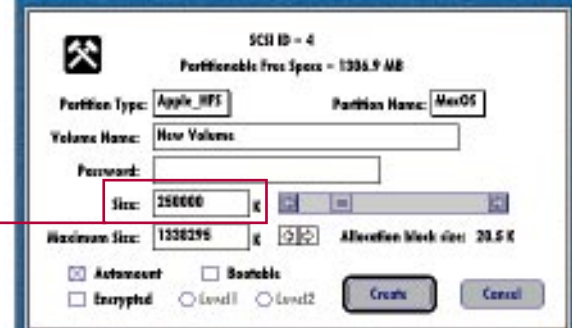 SCSI ID - 4
Partitionable Free Space - 1306.9 MB
Partition Type: Apple_HFS Partition Name: MacOS
Volume Name: New Volume
Password:
Size: 250000 K
Maximum Size: 1338295 K Allocation block size: 20.5 K
Automount Bootable
Encrypted Level1 Level2 Create Cancel